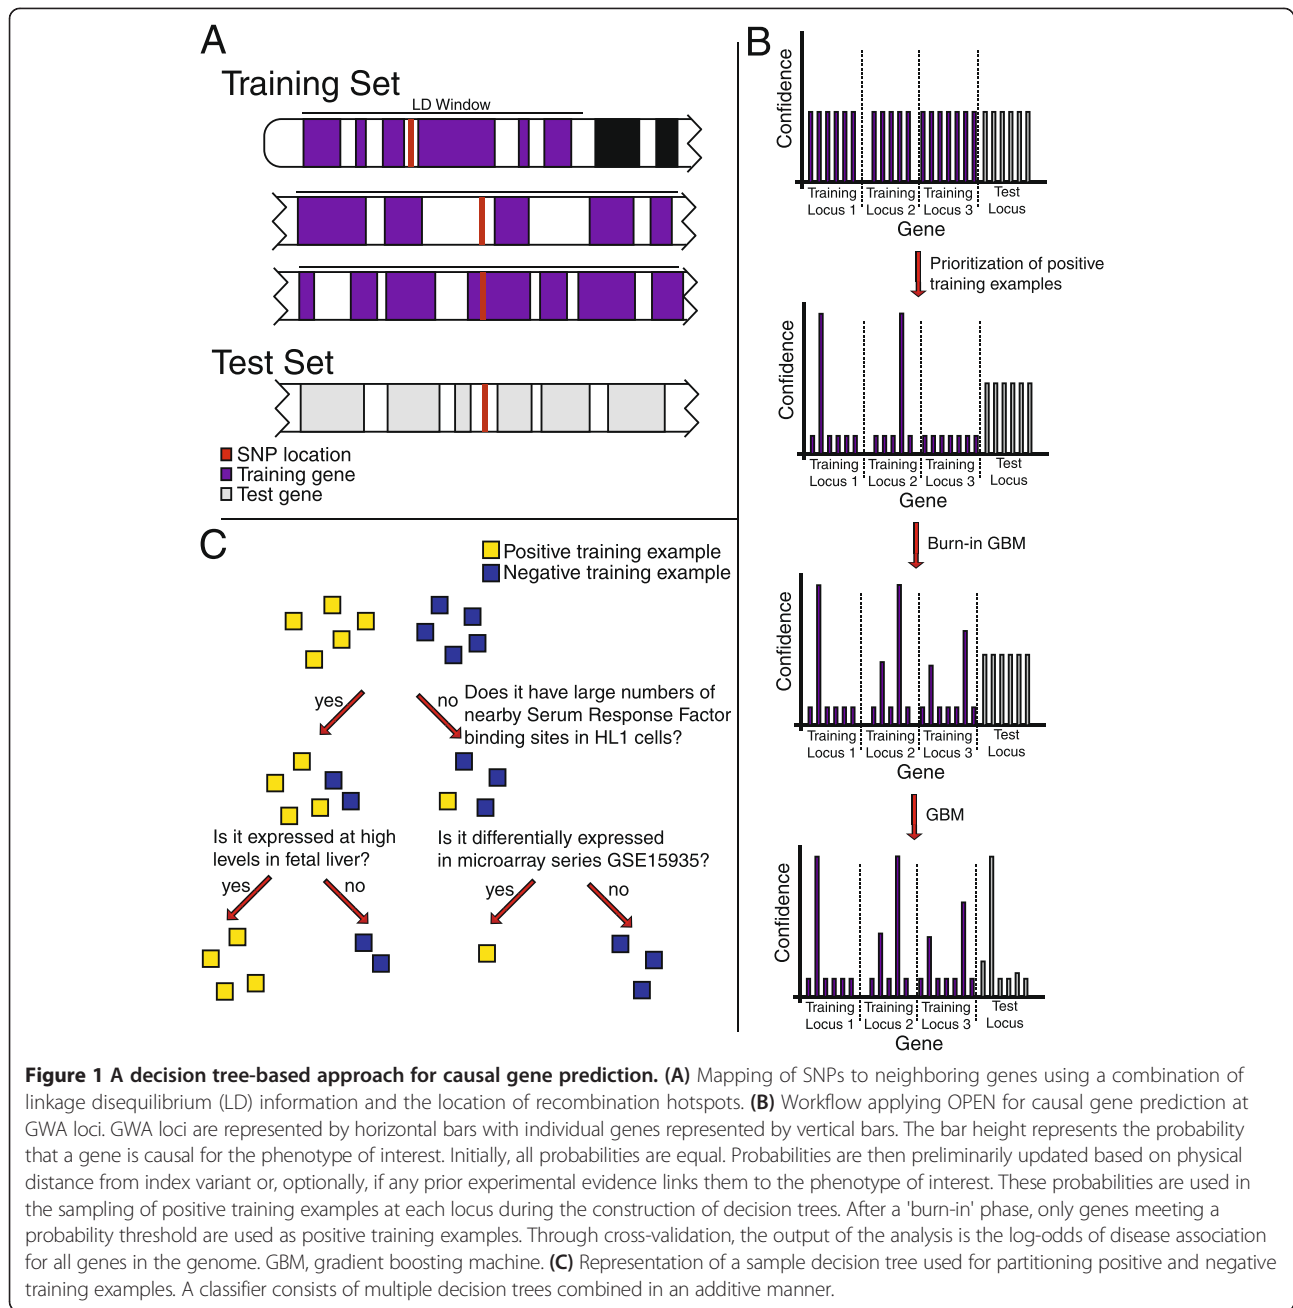 A
Training Set
LD Window
Test Set
SNP location
Training gene
Test gene
B
Confidence
Training
Locus 1
Training
Locus 2
Training
Locus 3
Test
Locus
Gene
Prioritization of positive
training examples
Confidence
Training
Locus 1
Training
Locus 2
Training
Locus 3
Test
Locus
Gene
Burn-in GBM
Confidence
Training
Locus 1
Training
Locus 2
Training
Locus 3
Test
Locus
Gene
GBM
Confidence
Training
Locus 1
Training
Locus 2
Training
Locus 3
Test
Locus
Gene
C
Positive training example
Negative training example
yes
no
Does it have large numbers of
nearby Serum Response Factor
binding sites in HL1 cells?
Is it expressed at high
levels in fetal liver?
Is it differentially expressed
in microarray series GSE15935?
yes
no
yes
no
Figure 1 A decision tree-based approach for causal gene prediction. (A) Mapping of SNPs to neighboring genes using a combination of
linkage disequilibrium (LD) information and the location of recombination hotspots. (B) Workflow applying OPEN for causal gene prediction at
GWA loci. GWA loci are represented by horizontal bars with individual genes represented by vertical bars. The bar height represents the probability
that a gene is causal for the phenotype of interest. Initially, all probabilities are equal. Probabilities are then preliminarily updated based on physical
distance from index variant or, optionally, if any prior experimental evidence links them to the phenotype of interest. These probabilities are used in
the sampling of positive training examples at each locus during the construction of decision trees. After a 'burn-in' phase, only genes meeting a
probability threshold are used as positive training examples. Through cross-validation, the output of the analysis is the log-odds of disease association
for all genes in the genome. GBM, gradient boosting machine. (C) Representation of a sample decision tree used for partitioning positive and negative
training examples. A classifier consists of multiple decision trees combined in an additive manner.